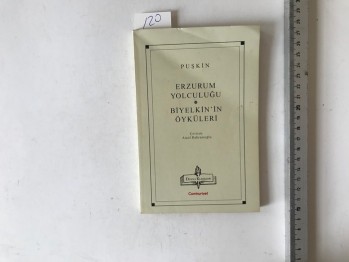 120
PUŞKİN
ERZURUM
YOLCULUĞU
BİYELKİN'İN
ÖYKÜLERİ
Cumhuriyet